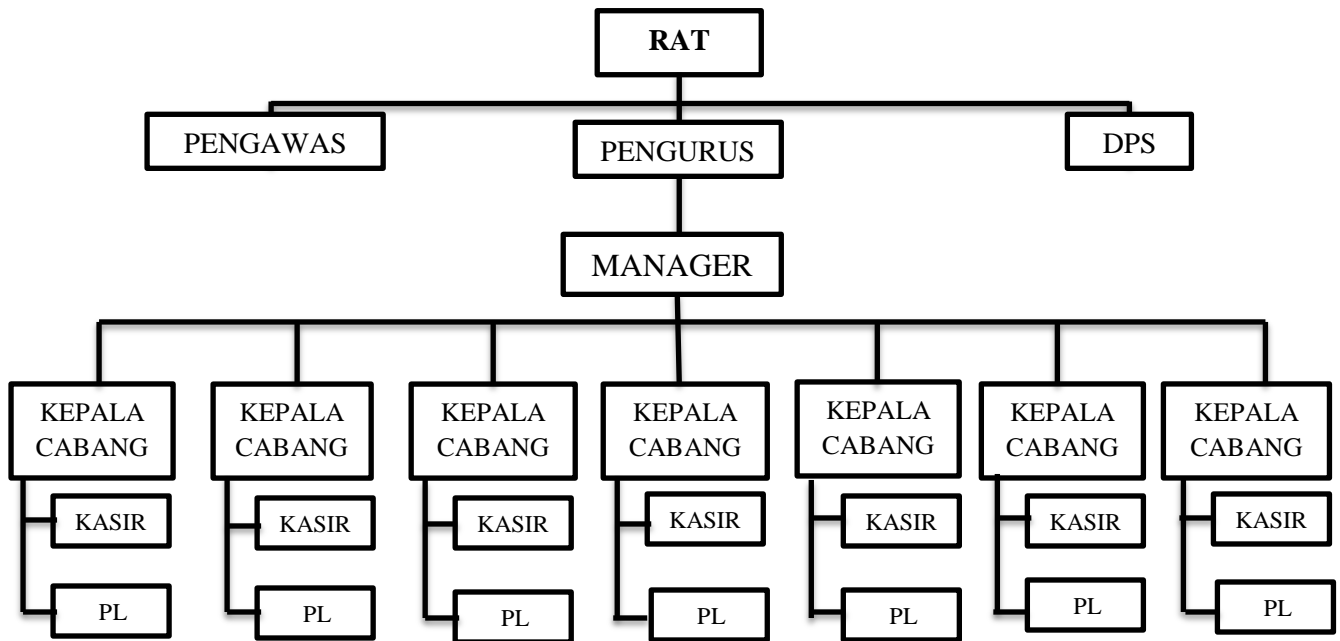 RAT
PENGAWAS
PENGURUS
DPS
MANAGER
KEPALA
CABANG
KEPALA
CABANG
KEPALA
CABANG
KEPALA
CABANG
KEPALA
CABANG
KEPALA
CABANG
KEPALA
CABANG
KASIR
KASIR
KASIR
KASIR
KASIR
KASIR
KASIR
PL
PL
PL
PL
PL
PL
PL